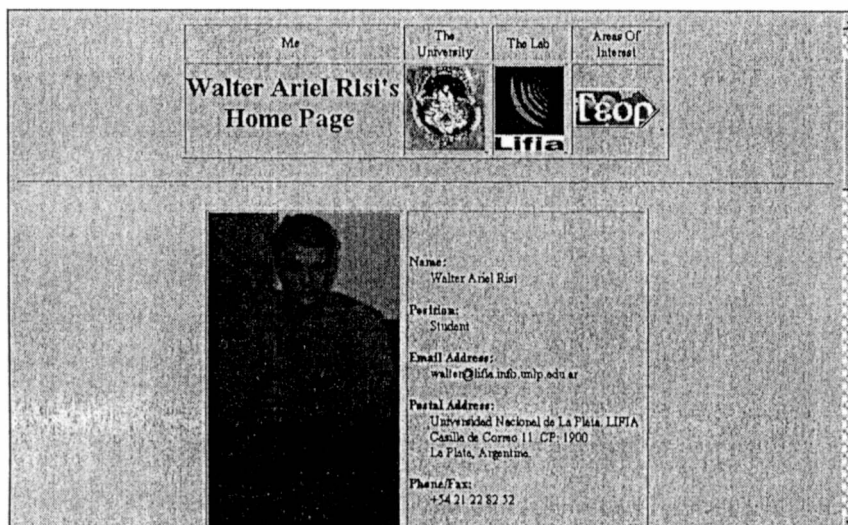 Me
The
University
The Lab
Areas Of
Interest
Walter Ariel Risi's
Home Page
Lifia
Name:
Walter Ariel Risi
Position:
Student
Email Address:
walter@lifia.info.unlp.edu.ar
Postal Address:
Universidad Nacional de La Plata, LIFIA
Casilla de Correo 11. CP: 1900
La Plata, Argentina.
Phone/Fax:
+54 21 22 82 52